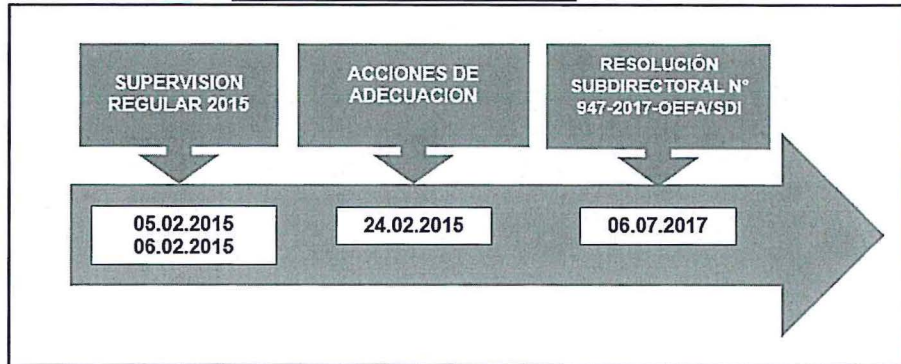 SUPERVISION
REGULAR 2015
ACCIONES DE
ADECUACION
RESOLUCIÓN
SUBDIRECTORAL N°
947-2017-OEFA/SDI
05.02.2015
06.02.2015
24.02.2015
06.07.2017